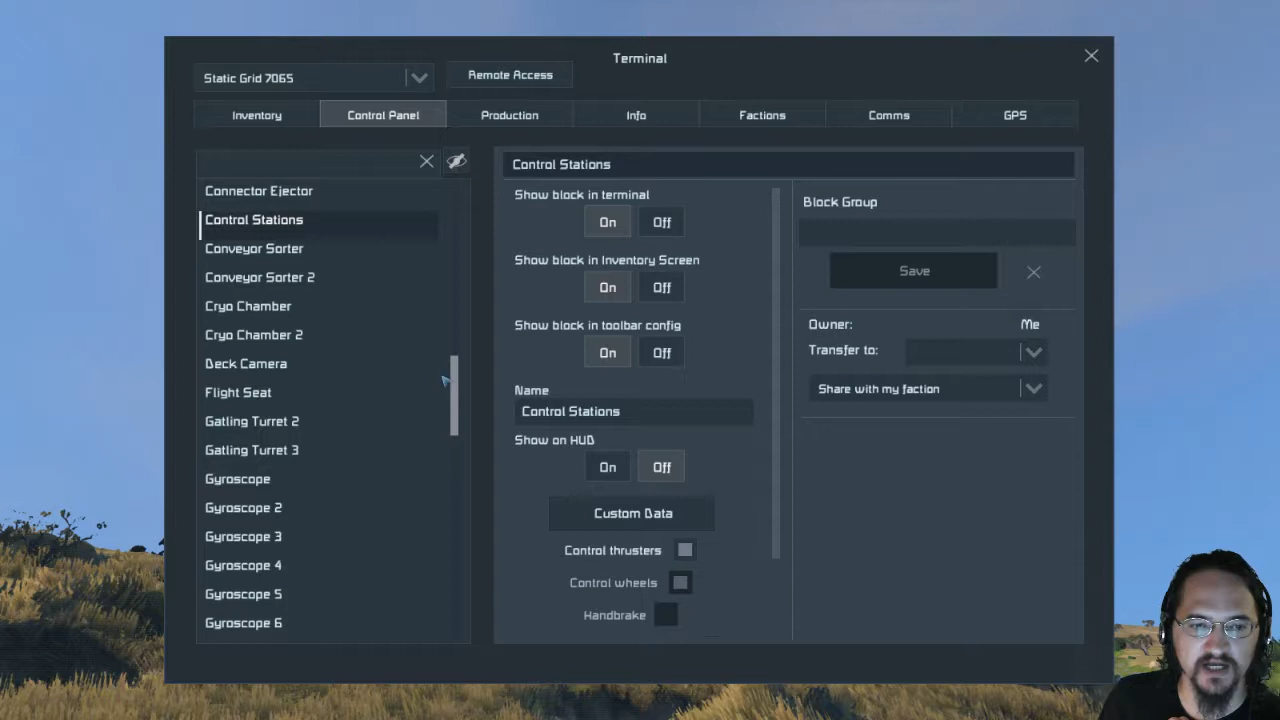 Terminal
Static Grid 7065
Remote Access
Inventory
Control Panel
Production
Info
Factions
Comms
GPS
Connector Ejector
Control Stations
Conveyor Sorter
Conveyor Sorter 2
Cryo Chamber
Cryo Chamber 2
Deck Camera
Flight Seat
Gatling Turret 2
Gatling Turret 3
Gyroscope
Gyroscope 2
Gyroscope 3
Gyroscope 4
Gyroscope 5
Gyroscope 6
Control Stations
Show block in terminal
On Off
Show block in Inventory Screen
On Off
Show block in toolbar config
On Off
Name
Control Stations
Show on HUD
On Off
Custom Data
Control thrusters
Control wheels
Handbrake
Block Group
Save
Owner: Me
Transfer to:
Share with my faction